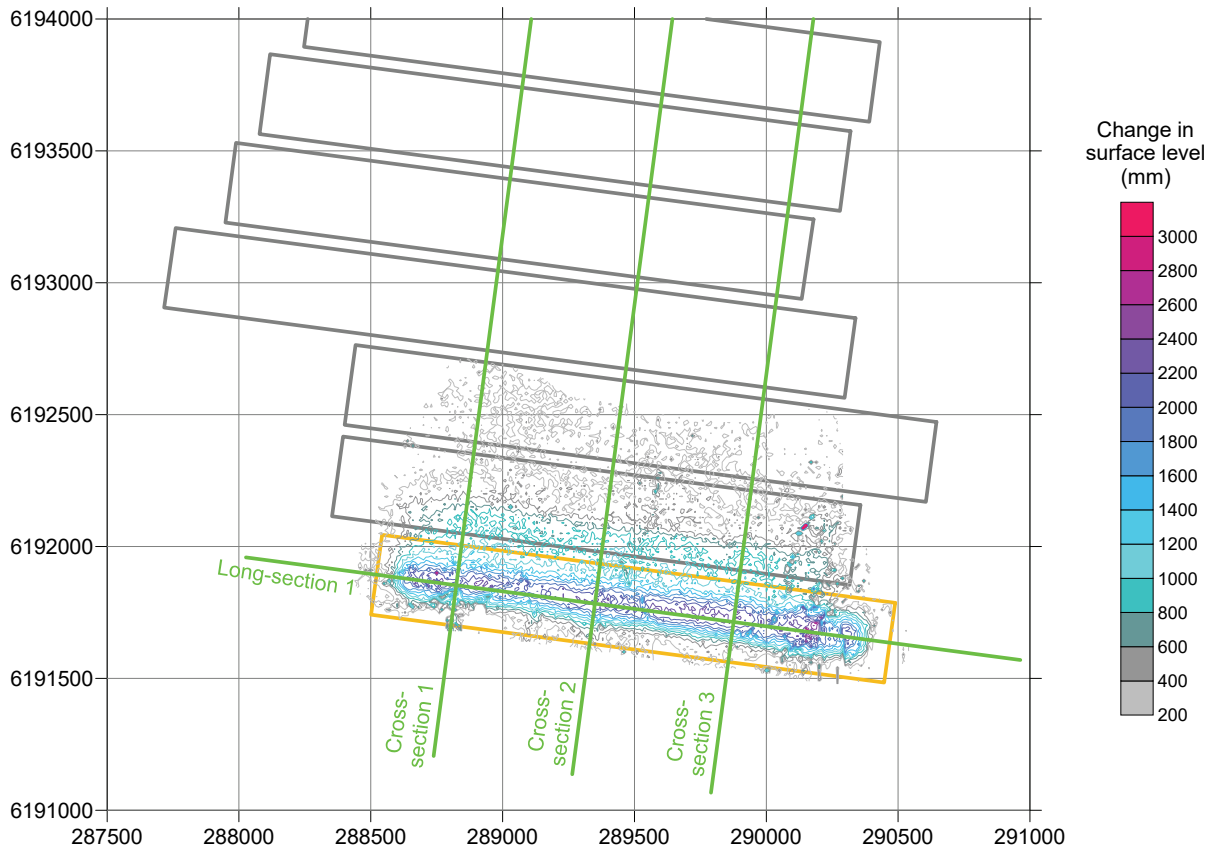 6194000
6193500
6193000
6192500
6192000
6191500
6191000
287500 288000 288500 289000 289500 290000 290500 291000
Long-section 1
Cross-
section 1
Cross-
section 2
Cross-
section 3
Change in
surface level
(mm)
3000
2800
2600
2400
2200
2000
1800
1600
1400
1200
1000
800
600
400
200